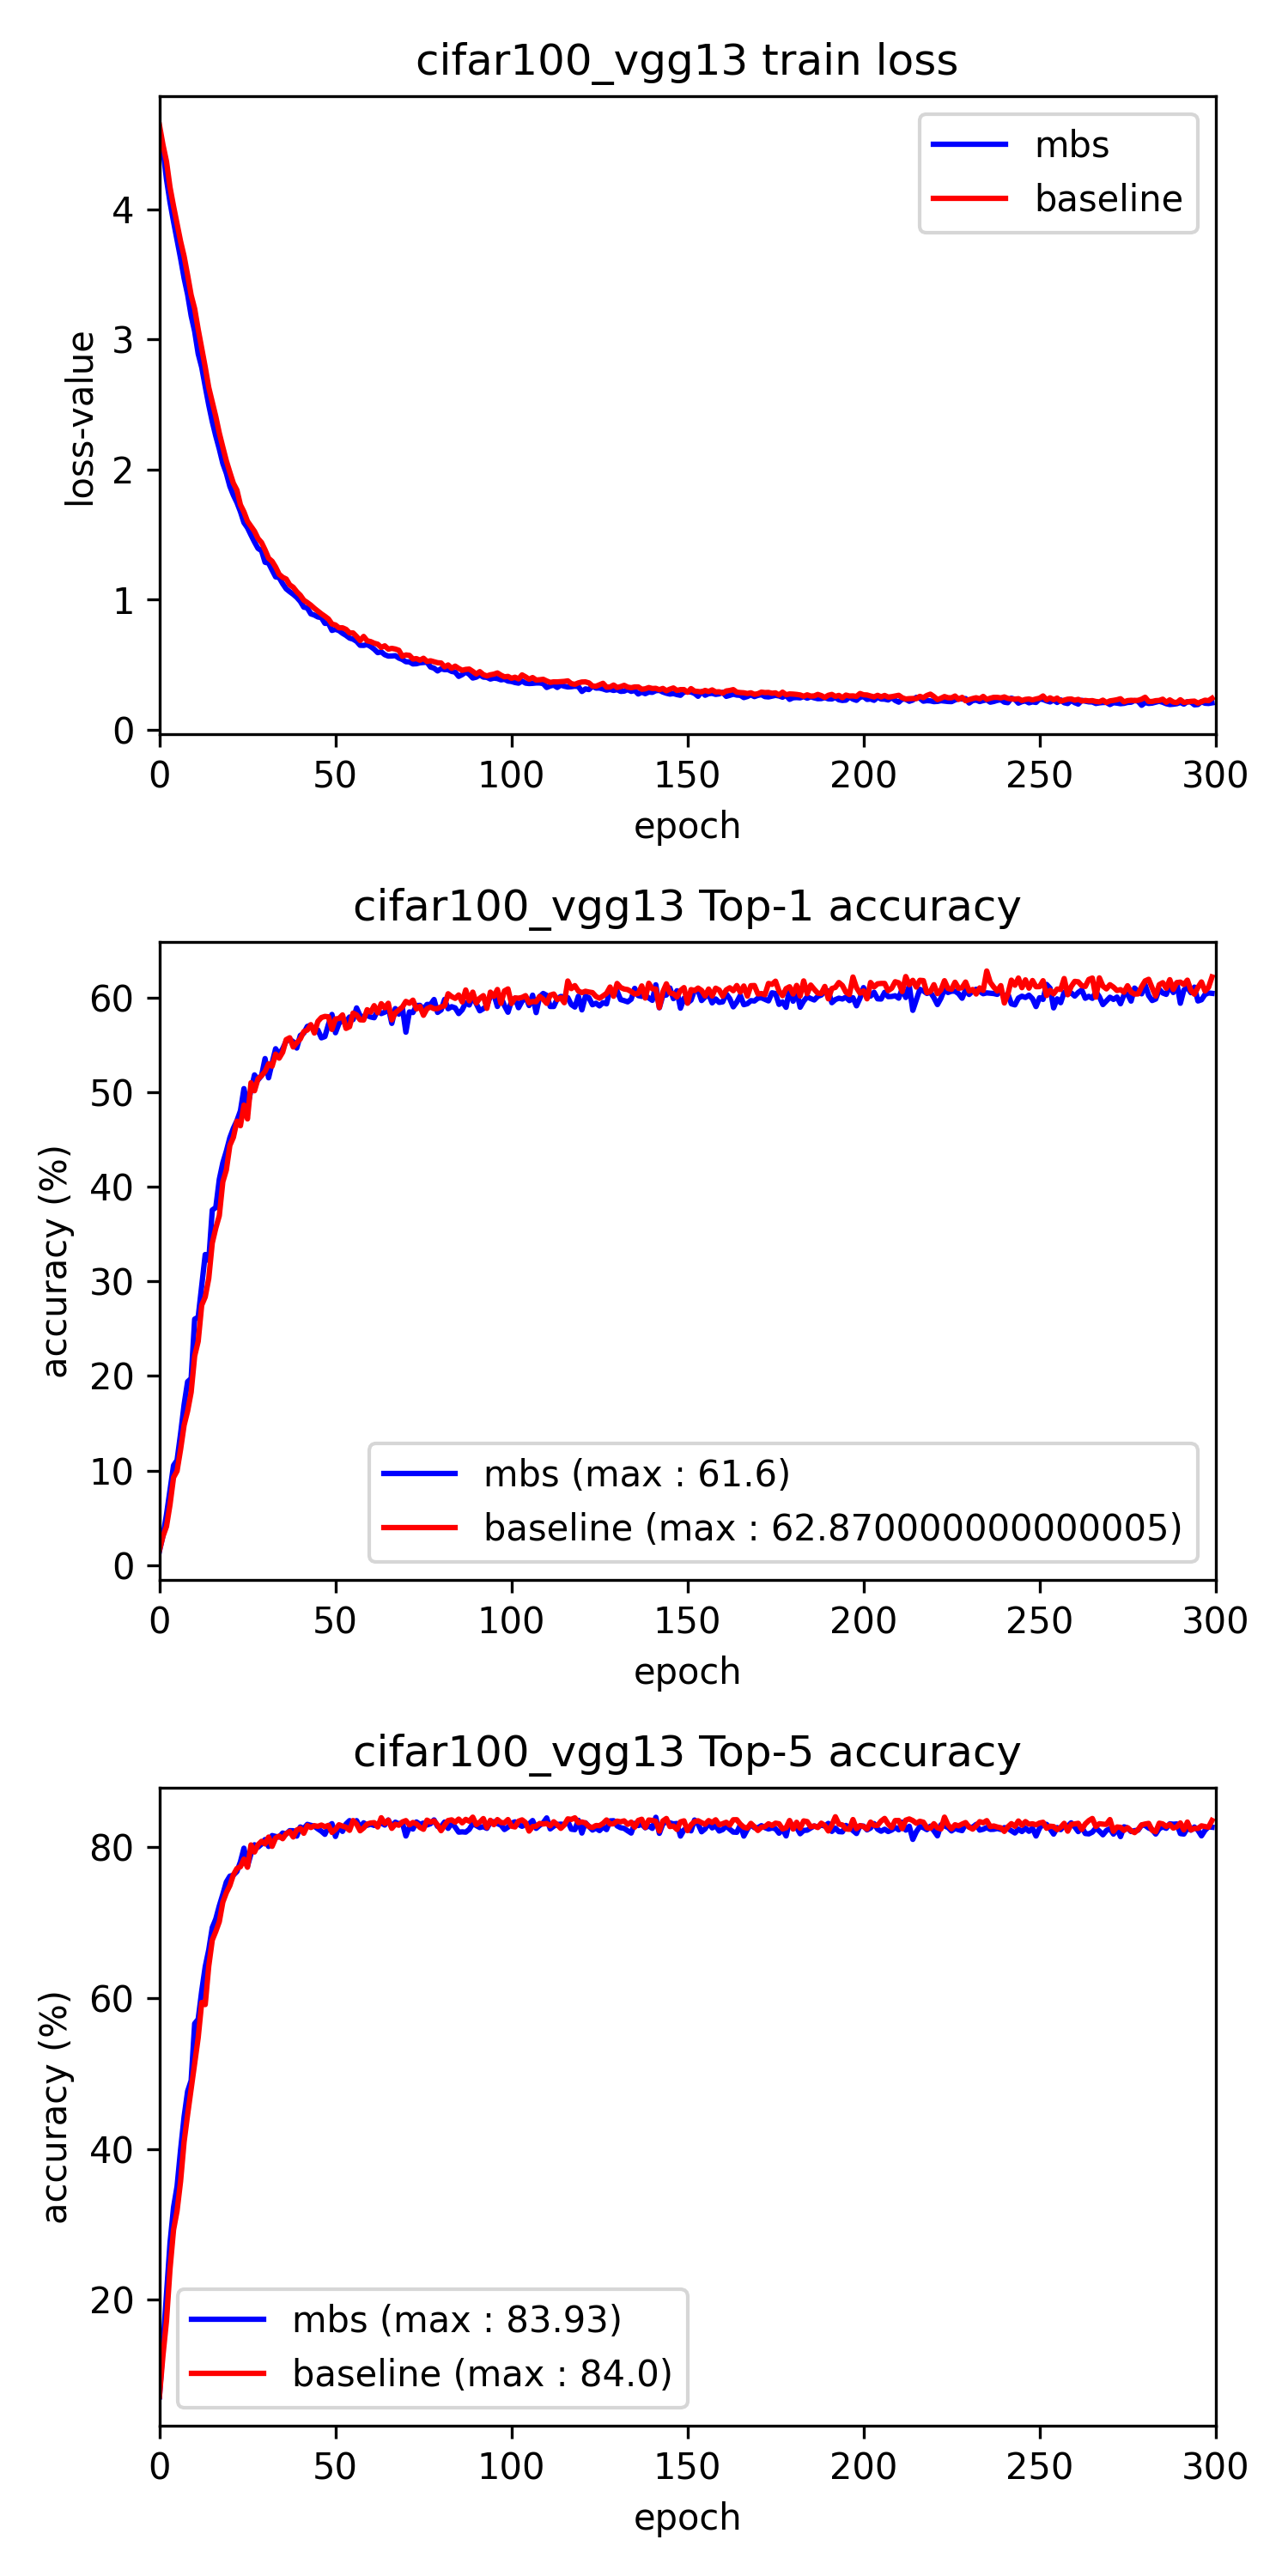 cifar100_vgg13 train loss
mbs
baseline
4
3
2
1
0
loss-value
0 50 100 150 200 250 300
epoch
cifar100_vgg13 Top-1 accuracy
60
50
40
30
20
10
0
accuracy (%)
mbs (max : 61.6)
baseline (max : 62.870000000000005)
0 50 100 150 200 250 300
epoch
cifar100_vgg13 Top-5 accuracy
80
60
40
20
accuracy (%)
mbs (max : 83.93)
baseline (max : 84.0)
0 50 100 150 200 250 300
epoch